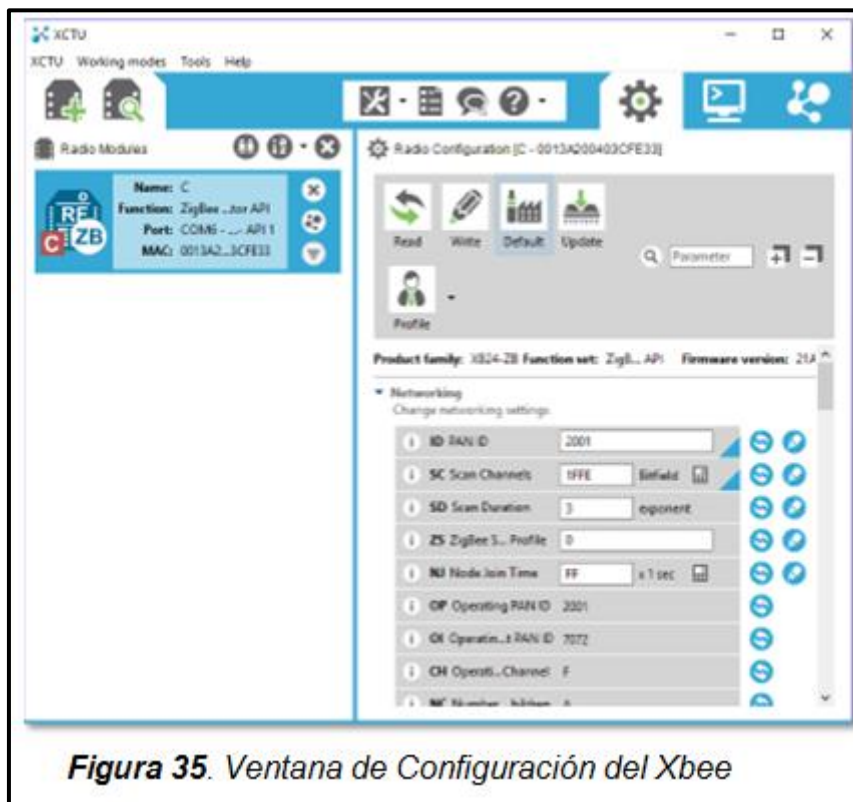 XCTU
XCTU Working modes Tools Help
Radio Modules
Radio Configuration [C - 0013A200403CFE33]
Name: C
Function: ZigBee ...tor API
Port: COM6 - ...- API 1
MAC: 0013A2...3CFE33
RF
C ZB
Read Write Default Update
Parameter
Profile
Product family: XB24-ZB Function set: ZigB... API Firmware version: 21A
Networking
Change networking settings
i ID PAN ID 2001
i SC Scan Channels 1FFE Bitfield
i SD Scan Duration 3 exponent
i ZS ZigBee S... Profile 0
i NJ Node Join Time FF x 1 sec
i OP Operating PAN ID 2001
i OI Operatin...t PAN ID 7072
i CH Operati...Channel F
i NC Number
Figura 35. Ventana de Configuración del Xbee